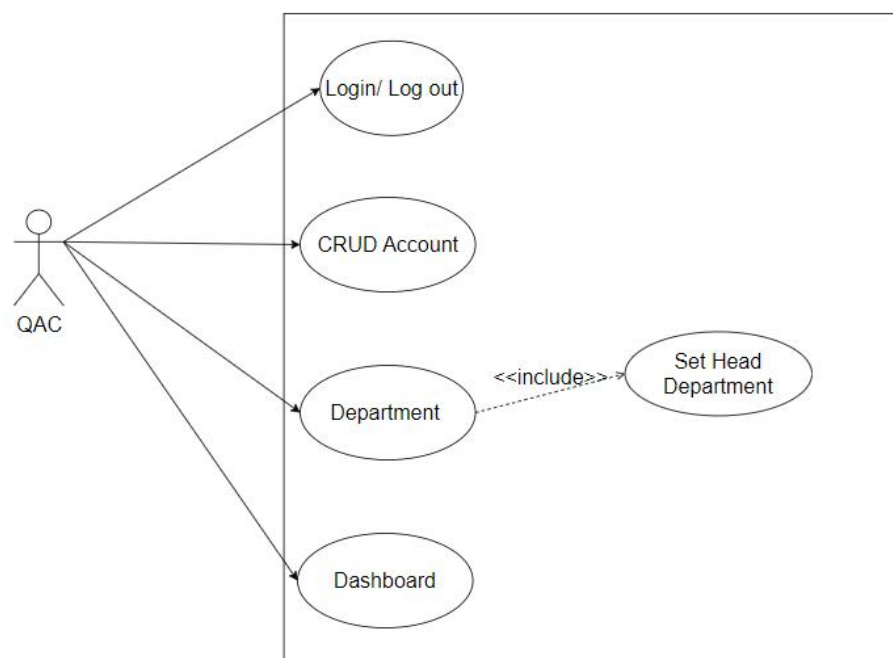 Login/ Log out
CRUD Account
QAC
Department
<<include>>
Set Head
Department
Dashboard